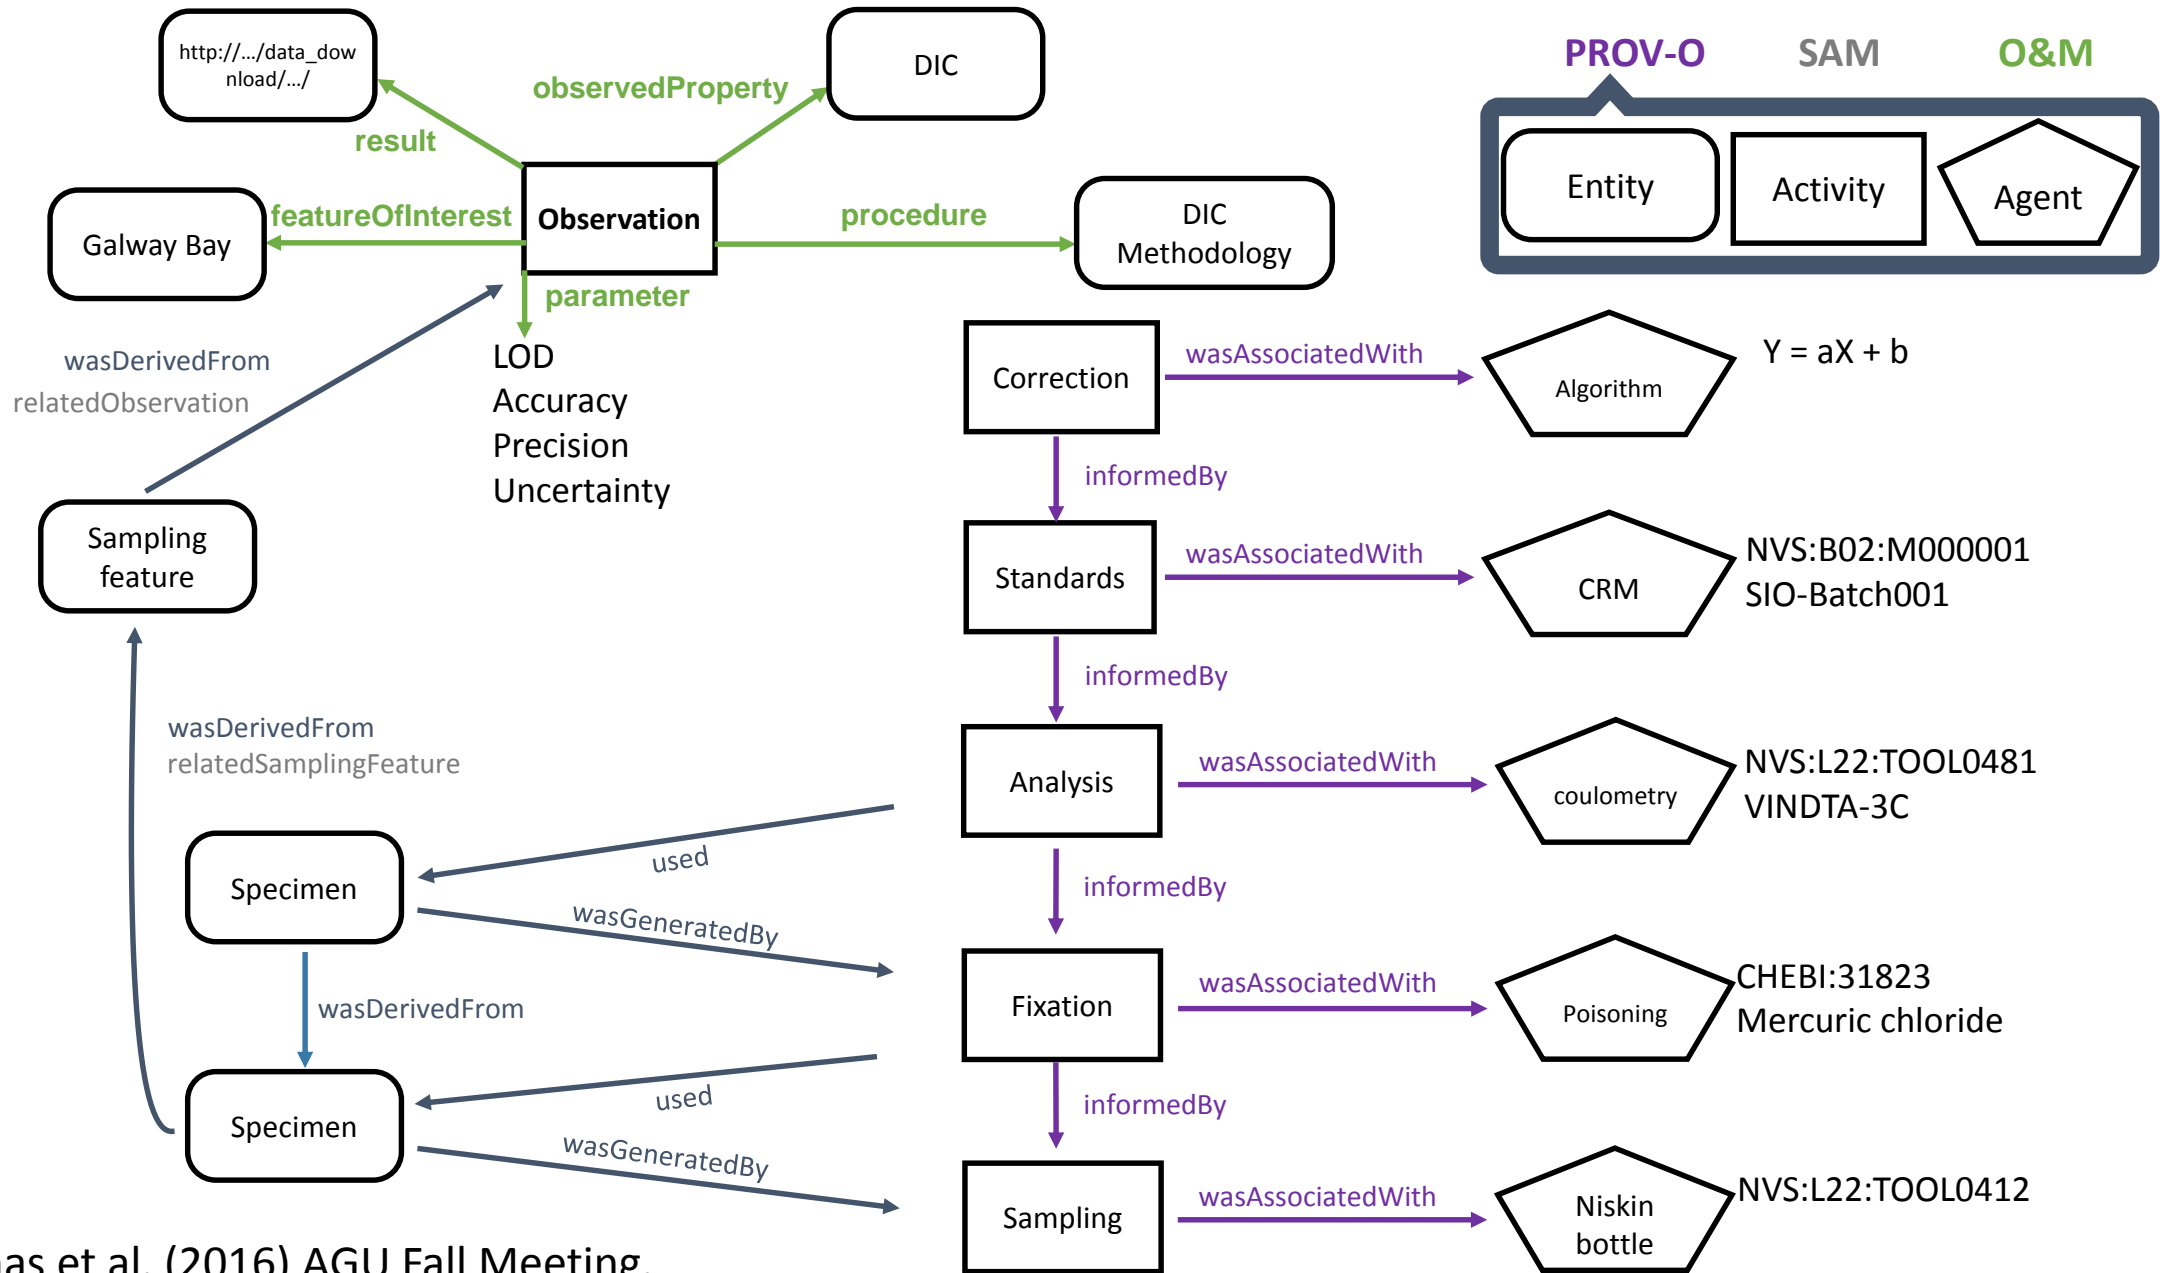 http://.../data_dow
nload/.../
DIC
PROV-O
SAM
O&M
observedProperty
result
Entity
Activity
Agent
Galway Bay
featureOfInterest
Observation
procedure
DIC
Methodology
parameter
LOD
Accuracy
Precision
Uncertainty
wasDerivedFrom
relatedObservation
Correction
wasAssociatedWith
Algorithm
Y = aX + b
informedBy
Sampling
feature
Standards
wasAssociatedWith
CRM
NVS:B02:M000001
SIO-Batch001
informedBy
wasDerivedFrom
relatedSamplingFeature
Analysis
wasAssociatedWith
coulometry
NVS:L22:TOOL0481
VINDTA-3C
used
Specimen
wasGeneratedBy
informedBy
wasDerivedFrom
Fixation
wasAssociatedWith
Poisoning
CHEBI:31823
Mercuric chloride
used
Specimen
wasGeneratedBy
informedBy
Sampling
wasAssociatedWith
Niskin
bottle
NVS:L22:TOOL0412
et al. (2016) AGU Fall Meeting.